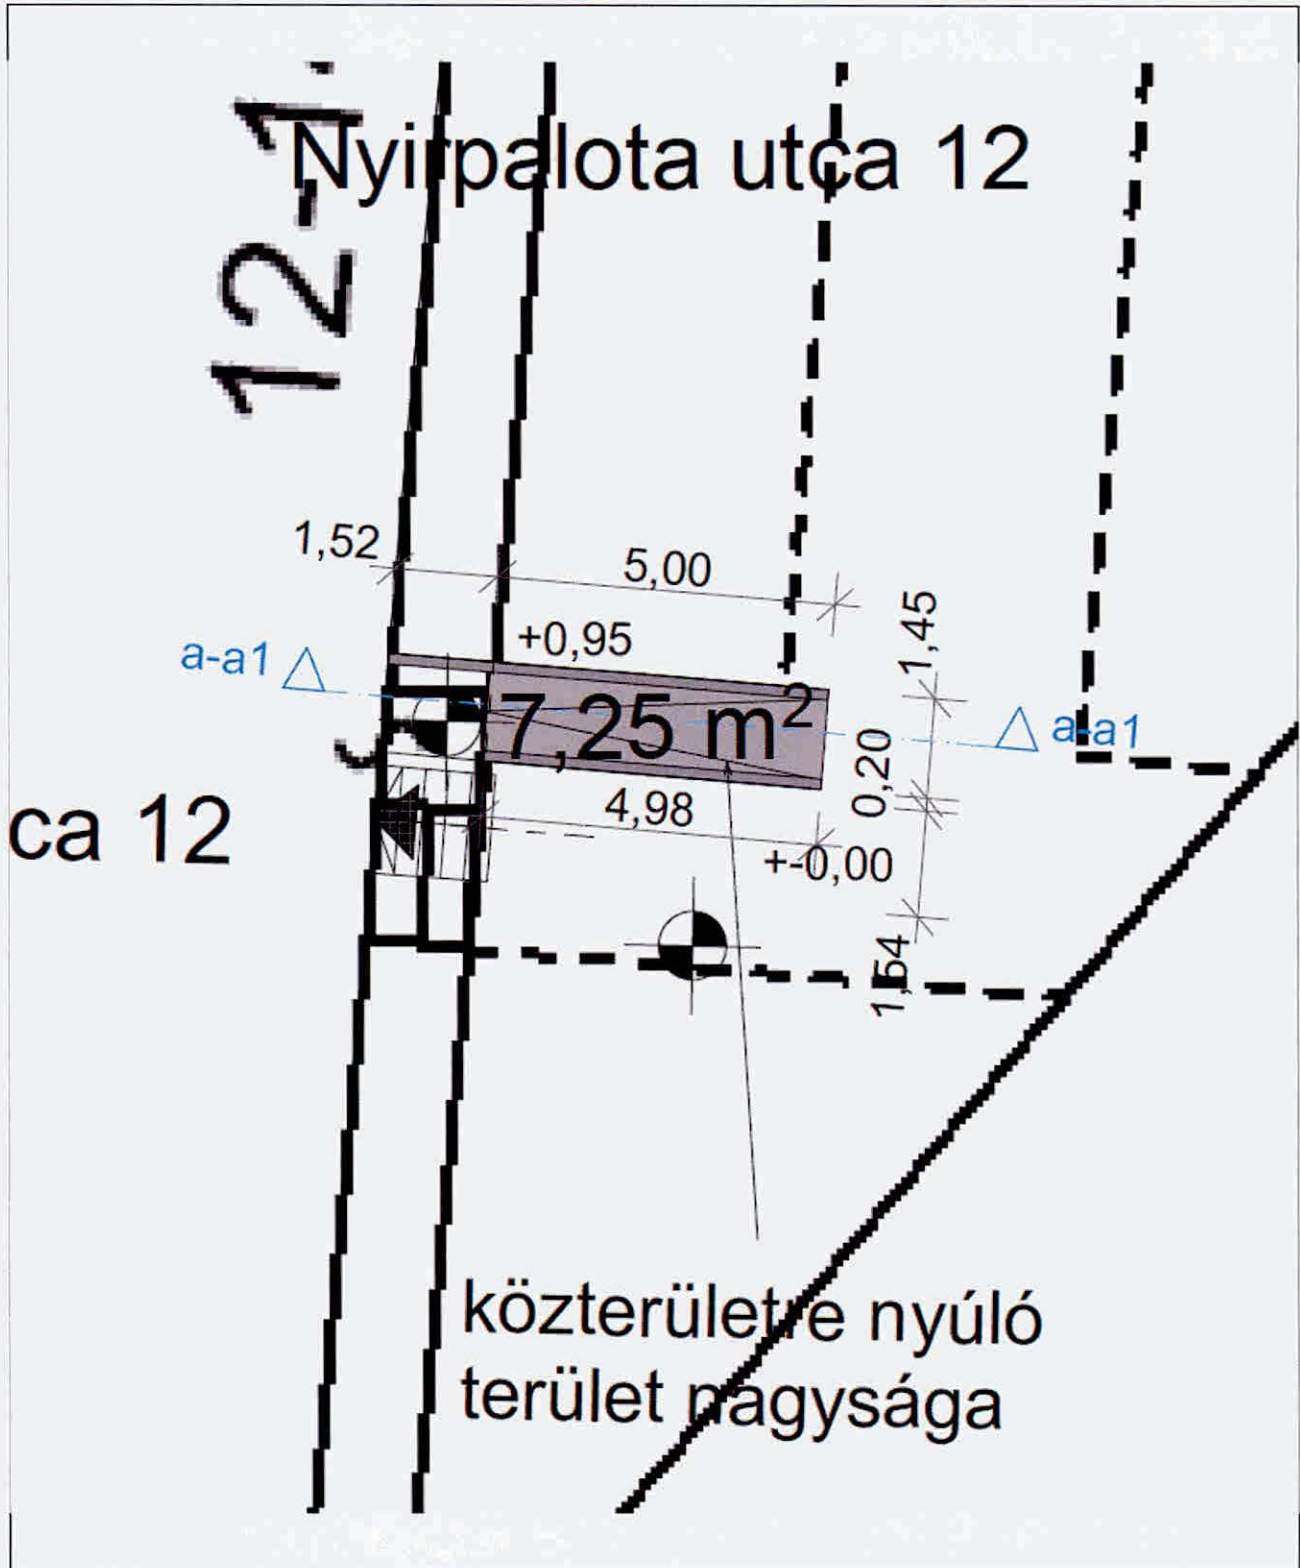 12-1.
Nyirpalota utca 12
1,52
5,00
1,45
+0,95
a-a1
7,25 m²
a-a1
0,20
ca 12
4,98
+-0,00
1,54
közterületre nyúló
terület nagysága